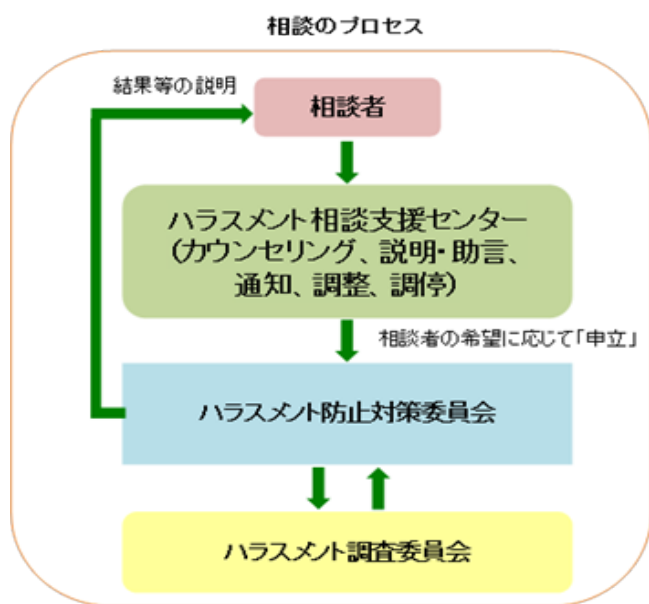 相談のプロセス
結果等の説明
相談者
ハラスメント相談支援センター
(カウンセリング、説明・助言、
通知、調整、調停)
相談者の希望に応じて「申立」
ハラスメント防止対策委員会
ハラスメント調査委員会